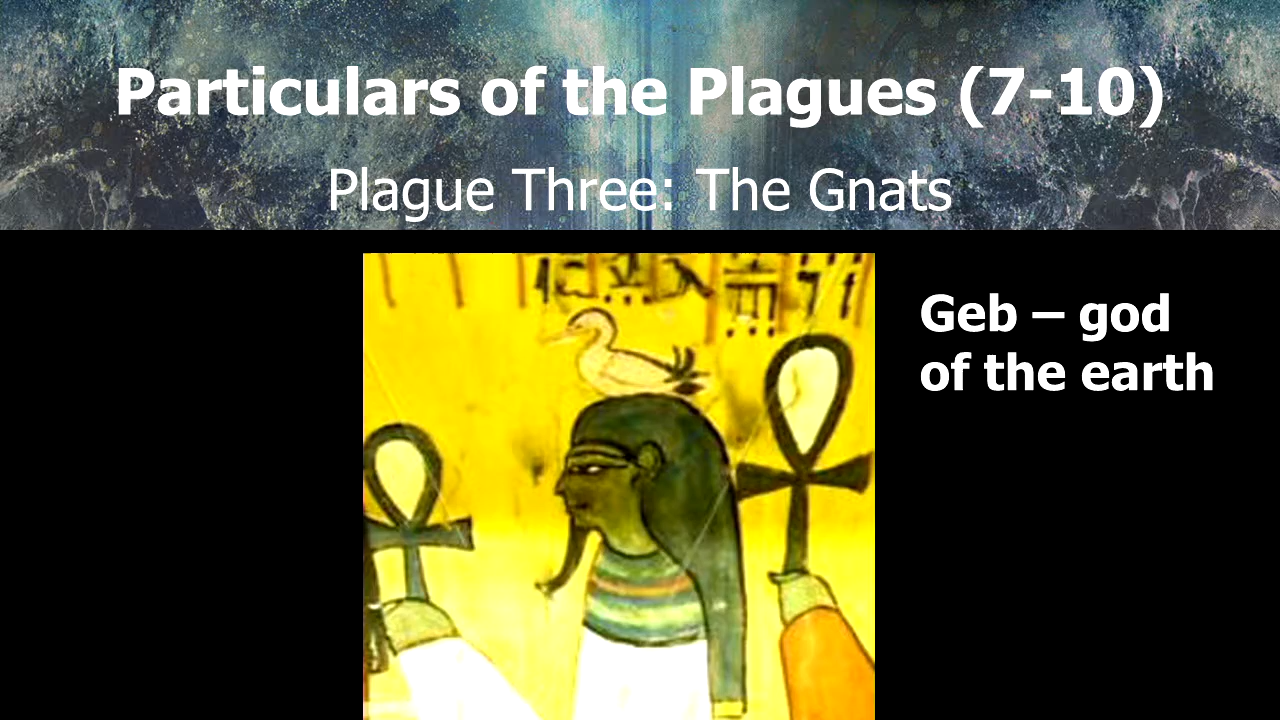 Particulars of the Plagues (7-10)
Plague Three: The Gnats
Geb – god
of the earth